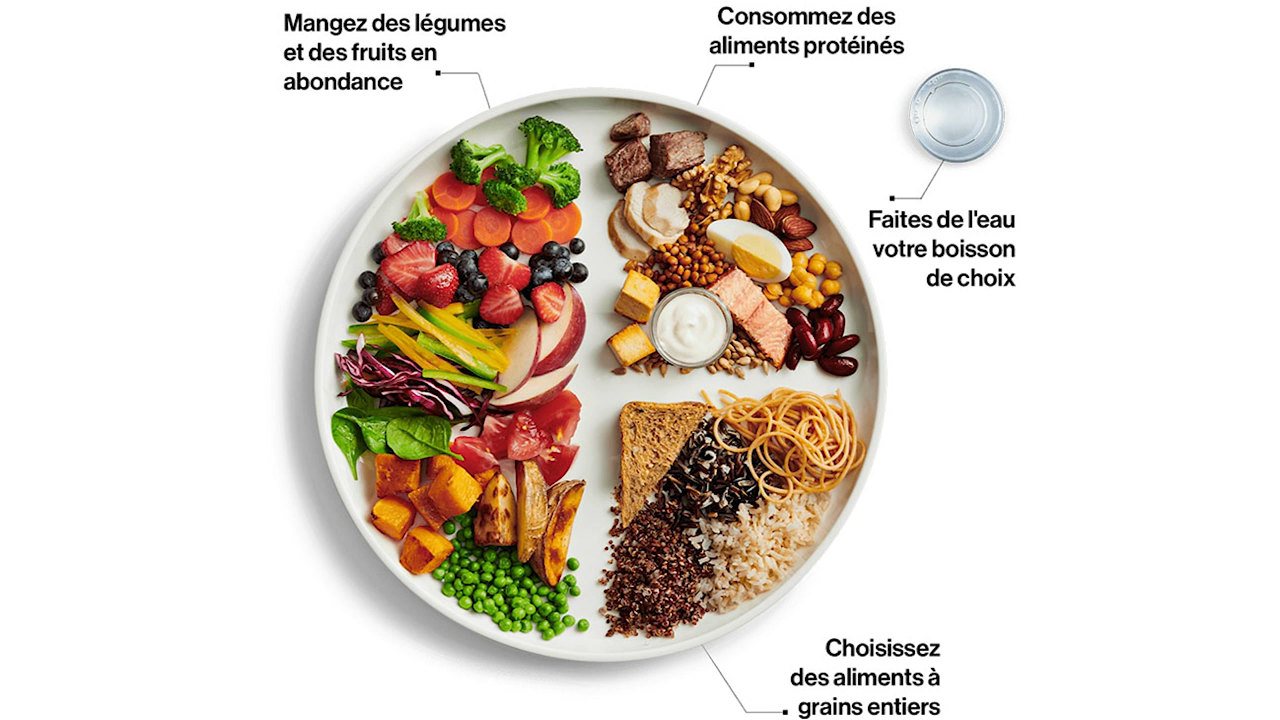 Mangez des légumes
et des fruits en
abondance
Consommez des
aliments protéinés
Faites de l'eau
votre boisson
de choix
Choisissez
des aliments à
grains entiers